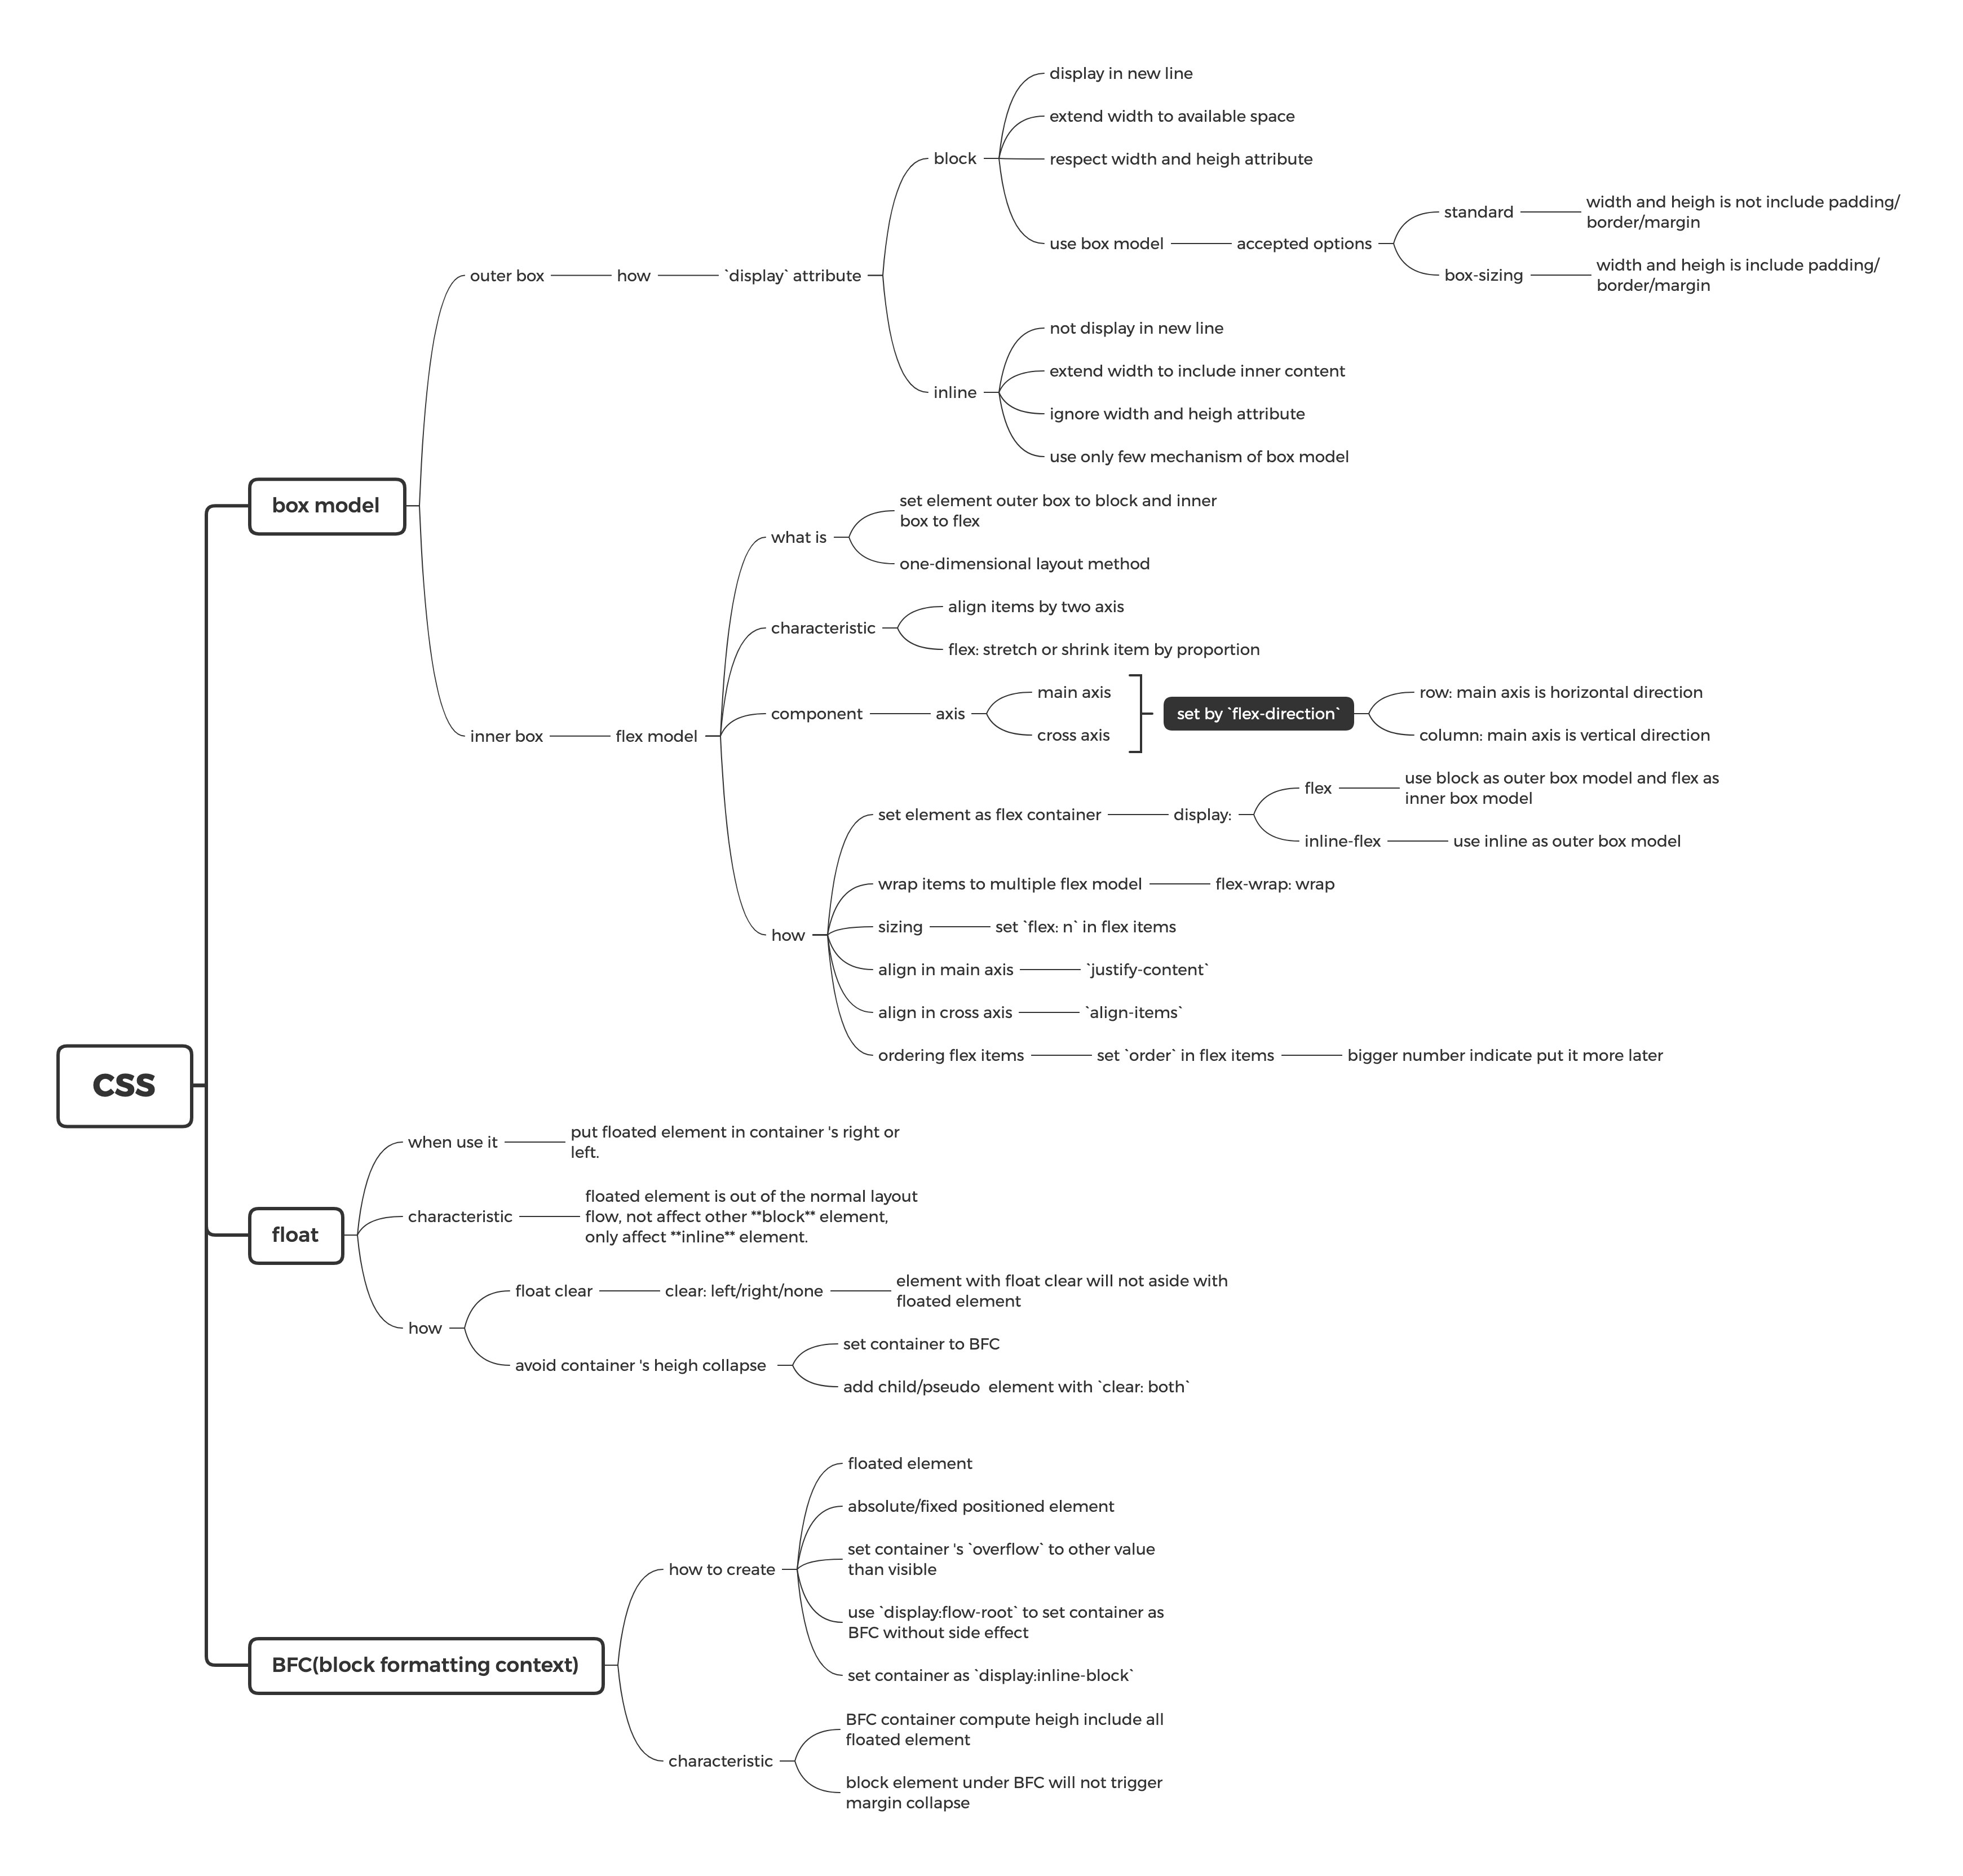 CSS
box model
outer box
how
`display` attribute
block
display in new line
extend width to available space
respect width and heigh attribute
use box model
accepted options
standard
width and heigh is not include padding/
border/margin
box-sizing
width and heigh is include padding/
border/margin
inline
not display in new line
extend width to include inner content
ignore width and heigh attribute
use only few mechanism of box model
inner box
flex model
what is
set element outer box to block and inner
box to flex
one-dimensional layout method
characteristic
align items by two axis
flex: stretch or shrink item by proportion
component
axis
main axis
cross axis
set by `flex-direction`
row: main axis is horizontal direction
column: main axis is vertical direction
how
set element as flex container
display:
flex
use block as outer box model and flex as
inner box model
inline-flex
use inline as outer box model
wrap items to multiple flex model
flex-wrap: wrap
sizing
set `flex: n` in flex items
align in main axis
`justify-content`
align in cross axis
`align-items`
ordering flex items
set `order` in flex items
bigger number indicate put it more later
float
when use it
put floated element in container 's right or
left.
characteristic
floated element is out of the normal layout
flow, not affect other **block** element,
only affect **inline** element.
how
float clear
clear: left/right/none
element with float clear will not aside with
floated element
avoid container 's heigh collapse
set container to BFC
add child/pseudo  element with `clear: both`
BFC(block formatting context)
how to create
floated element
absolute/fixed positioned element
set container 's `overflow` to other value
than visible
use `display:flow-root` to set container as
BFC without side effect
set container as `display:inline-block`
characteristic
BFC container compute heigh include all
floated element
block element under BFC will not trigger
margin collapse